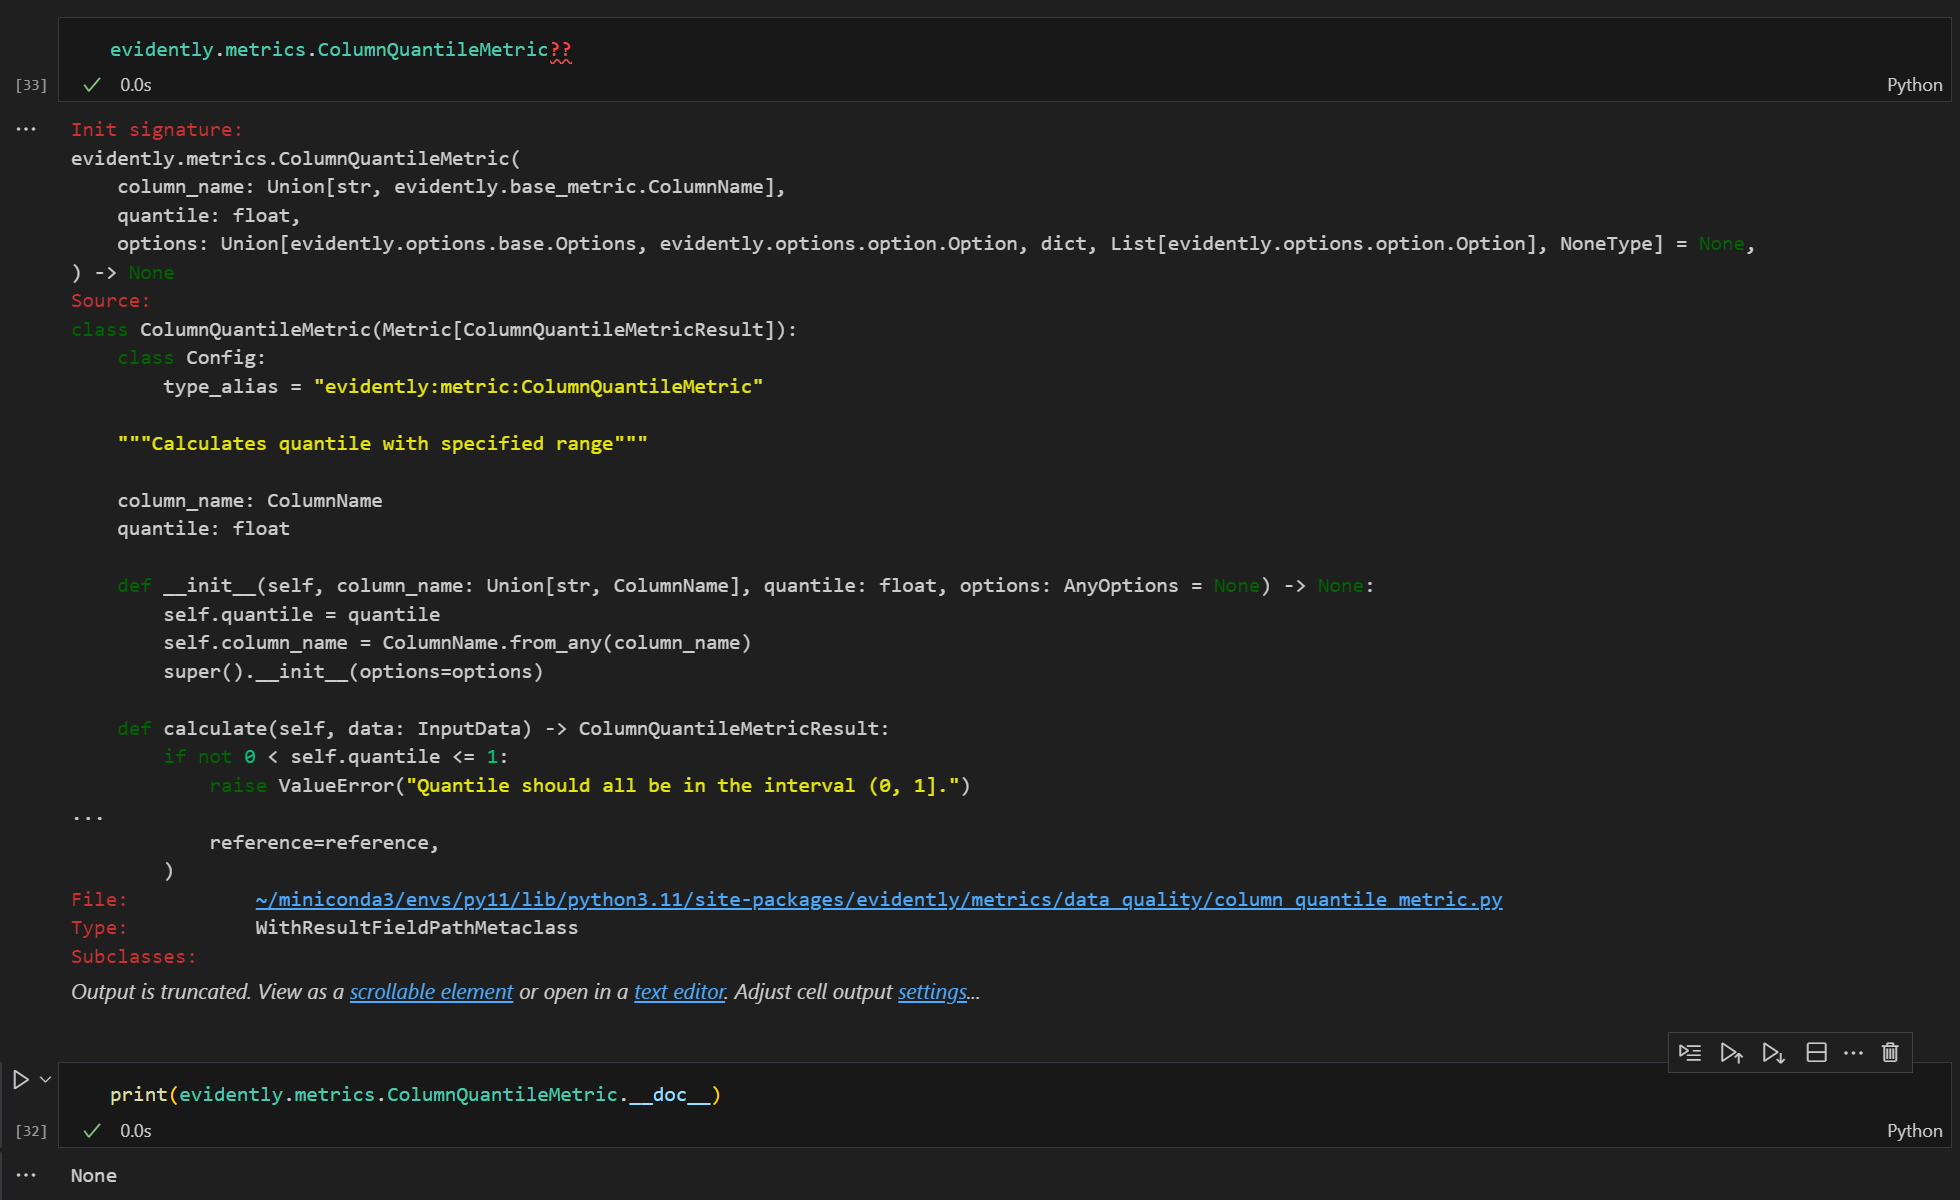 evidently.metrics.ColumnQuantileMetric??
[33]
0.0s
Python
...
Init signature:
evidently.metrics.ColumnQuantileMetric(
    column_name: Union[str, evidently.base_metric.ColumnName],
    quantile: float,
    options: Union[evidently.options.base.Options, evidently.options.option.Option, dict, List[evidently.options.option.Option], NoneType] = None,
) -> None
Source:
class ColumnQuantileMetric(Metric[ColumnQuantileMetricResult]):
    class Config:
        type_alias = "evidently:metric:ColumnQuantileMetric"
    """Calculates quantile with specified range"""
    column_name: ColumnName
    quantile: float
    def __init__(self, column_name: Union[str, ColumnName], quantile: float, options: AnyOptions = None) -> None:
        self.quantile = quantile
        self.column_name = ColumnName.from_any(column_name)
        super().__init__(options=options)
    def calculate(self, data: InputData) -> ColumnQuantileMetricResult:
        if not 0 < self.quantile <= 1:
            raise ValueError("Quantile should all be in the interval (0, 1].")
...
            reference=reference,
        )
File:           ~/miniconda3/envs/py11/lib/python3.11/site-packages/evidently/metrics/data_quality/column_quantile_metric.py
Type:           WithResultFieldPathMetaclass
Subclasses:
Output is truncated. View as a scrollable element or open in a text editor. Adjust cell output settings...
print(evidently.metrics.ColumnQuantileMetric.__doc__)
[32]
0.0s
Python
...
None